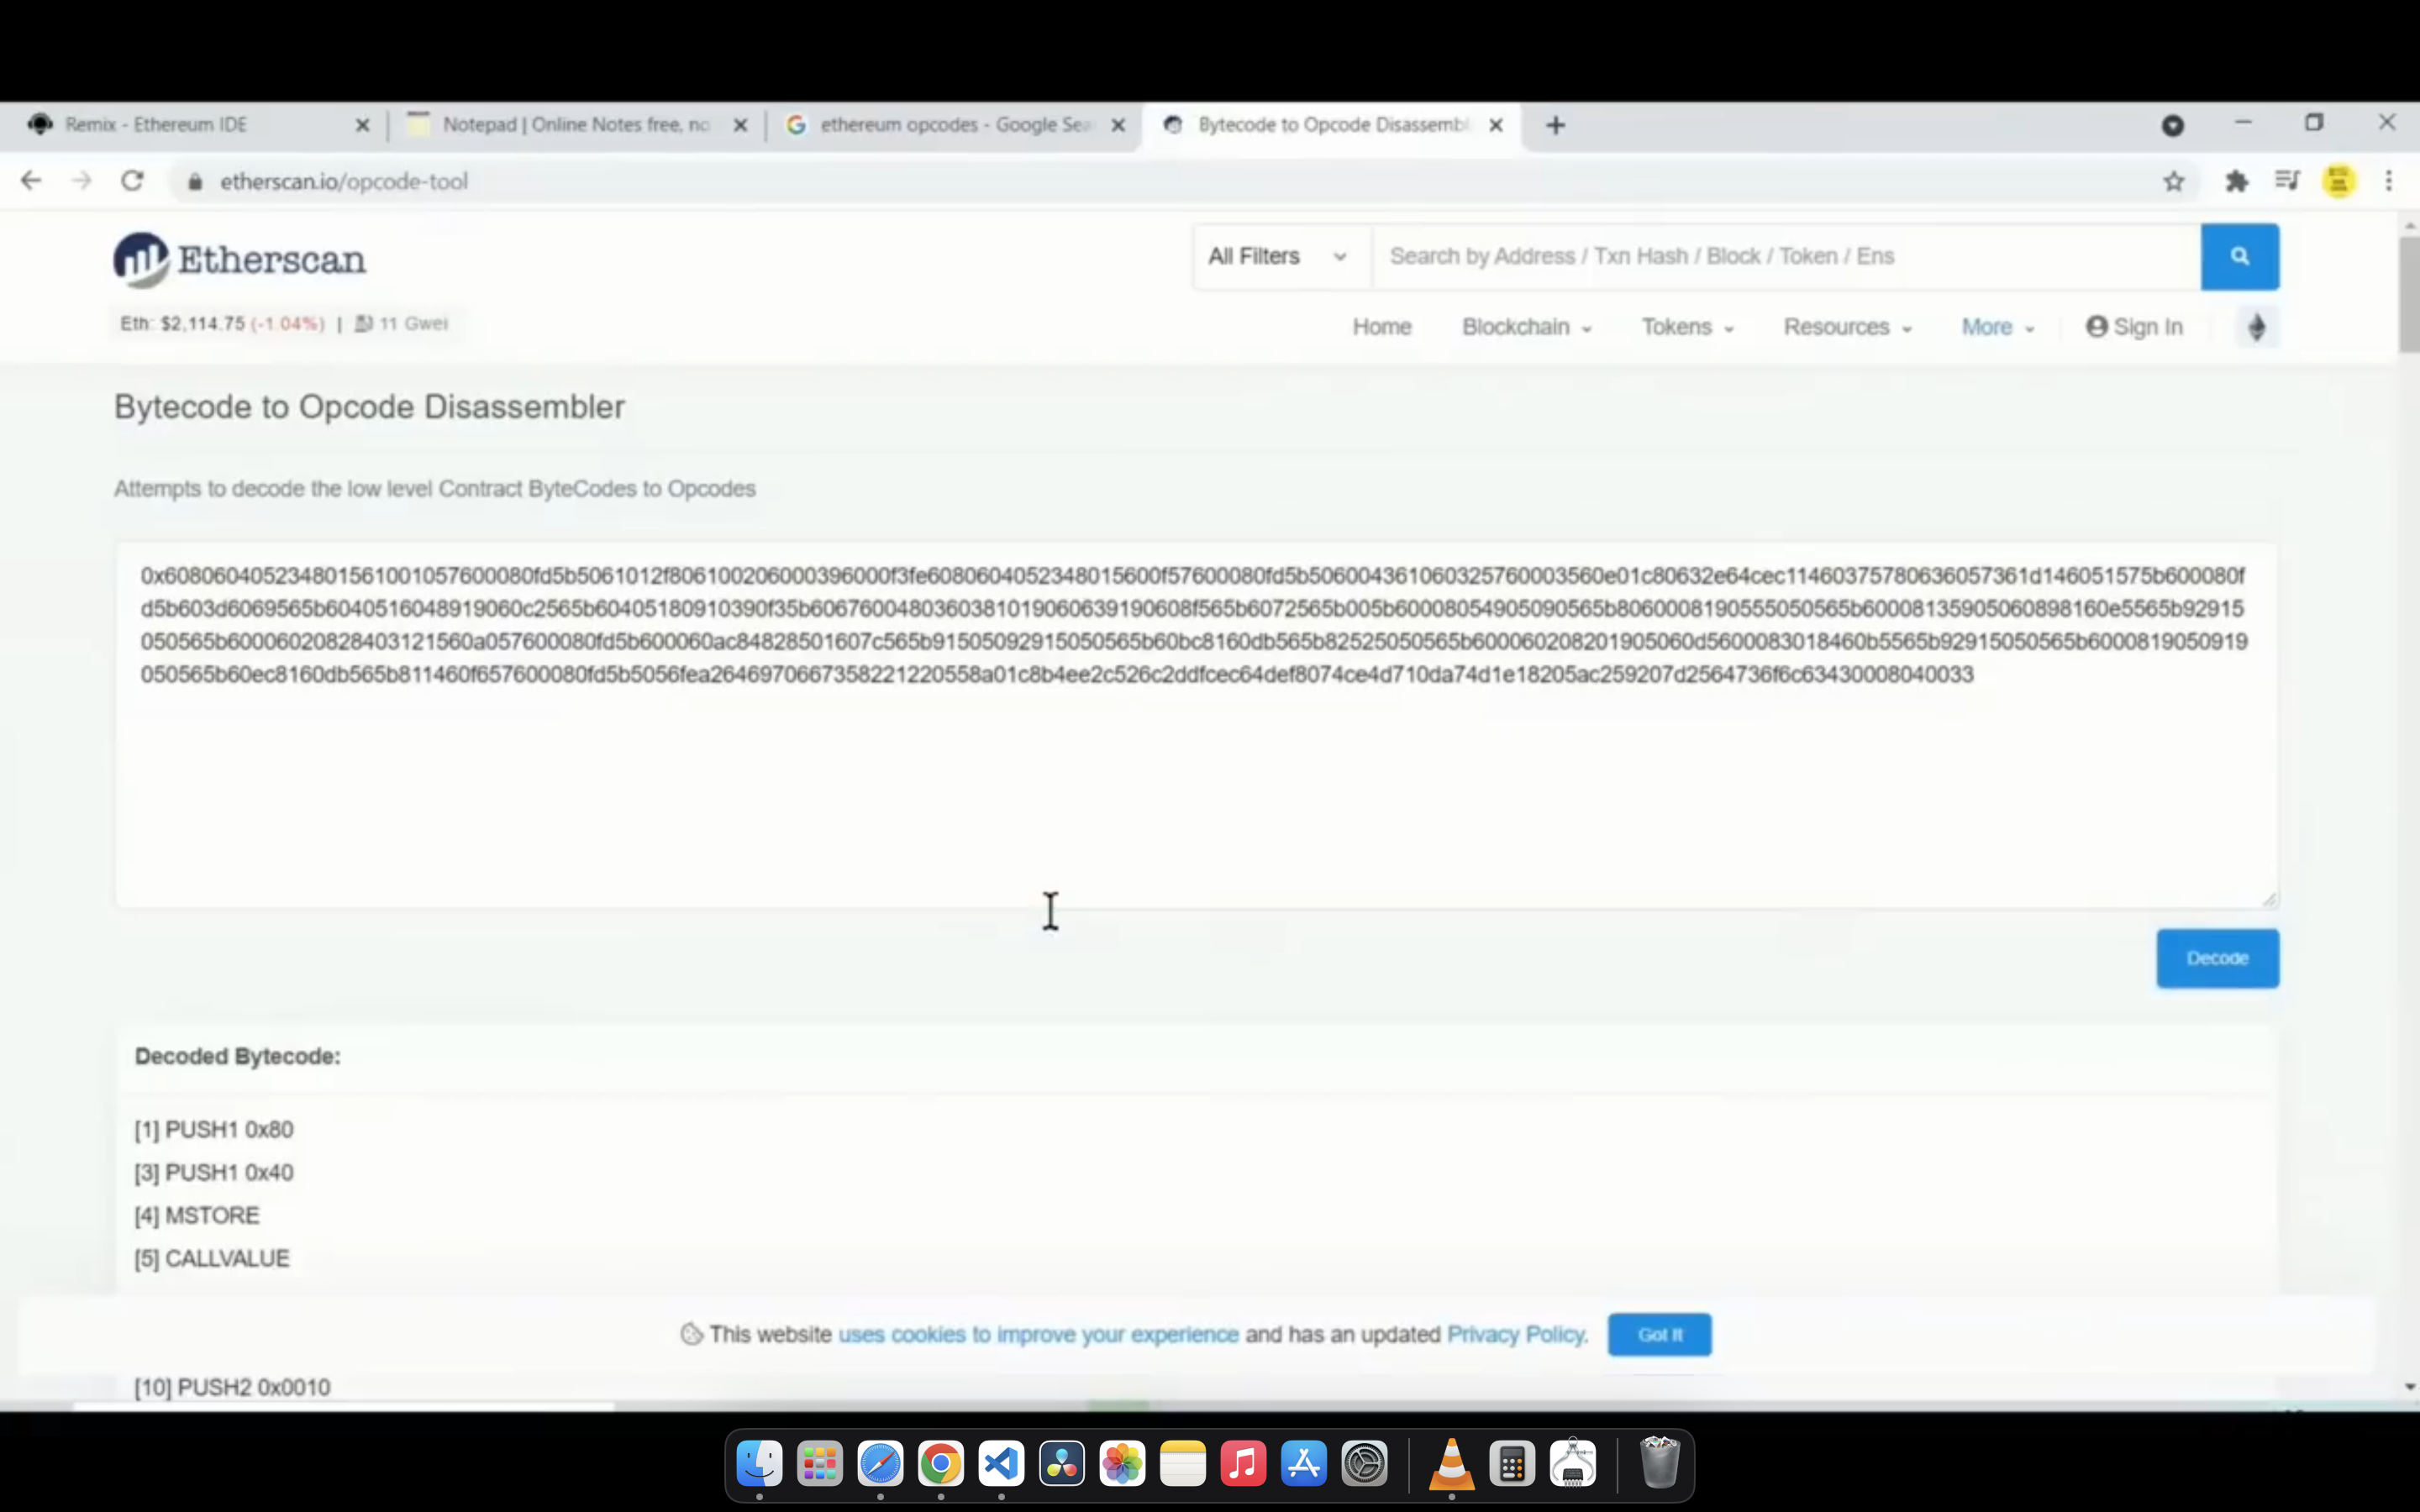 Remix - Ethereum IDE
Notepad | Online Notes free, no
ethereum opcodes - Google Sea
Bytecode to Opcode Disassembl
etherscan.io/opcode-tool
Etherscan
All Filters
Search by Address / Txn Hash / Block / Token / Ens
Eth: $2,114.75 (-1.04%) | 11 Gwei
Home Blockchain Tokens Resources More Sign In
Bytecode to Opcode Disassembler
Attempts to decode the low level Contract ByteCodes to Opcodes
0x608060405234801561001057600080fd5b5061012f806100206000396000f3fe6080604052348015600f57600080fd5b506004361060325760003560e01c80632e64cec11460375780636057361d146051575b600080f
d5b603d6069565b6040516048919060c2565b60405180910390f35b6067600480360381019060639190608f565b6072565b005b60008054905090565b8060008190555050565b60008135905060898160e5565b92915
050565b60006020828403121560a057600080fd5b600060ac84828501607c565b91505092915050565b60bc8160db565b82525050565b600060208201905060d5600083018460b5565b92915050565b6000819050919
050565b60ec8160db565b811460f657600080fd5b5056fea2646970667358221220558a01c8b4ee2c526c2ddfcec64def8074ce4d710da74d1e18205ac259207d2564736f6c63430008040033
Decode
Decoded Bytecode:
[1] PUSH1 0x80
[3] PUSH1 0x40
[4] MSTORE
[5] CALLVALUE
This website uses cookies to improve your experience and has an updated Privacy Policy.
Got It
[10] PUSH2 0x0010